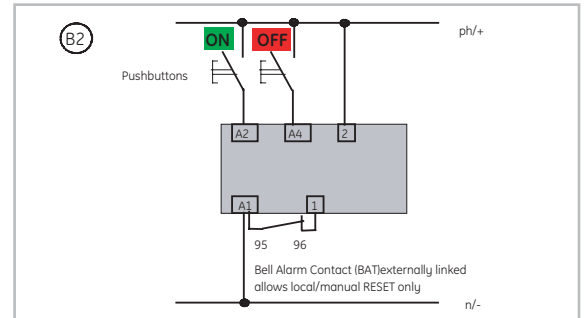 B2
ph/+
ON OFF
Pushbuttons
A2 A4 2
A1 1
95 96
Bell Alarm Contact (BAT)externally linked
allows local/manual RESET only
n/-